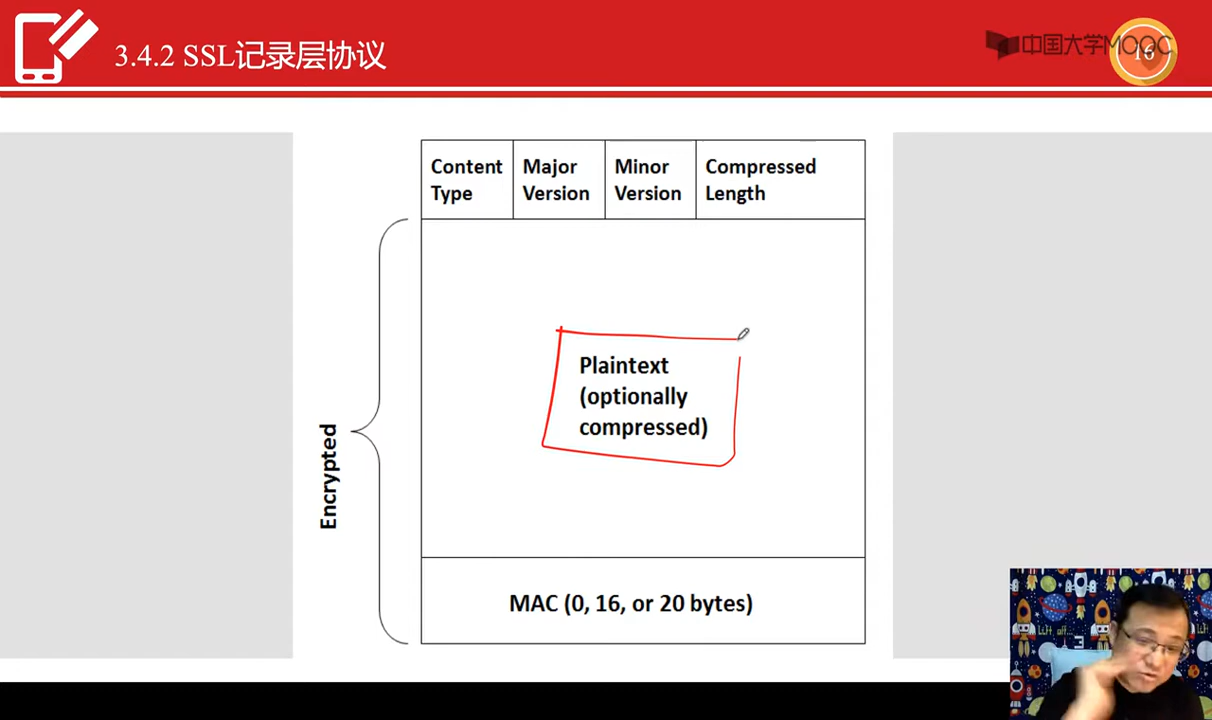 3.4.2 SSL记录层协议
中国大学MOOC
16
Content Type
Major Version
Minor Version
Compressed Length
Encrypted
Plaintext
(optionally
compressed)
MAC (0, 16, or 20 bytes)